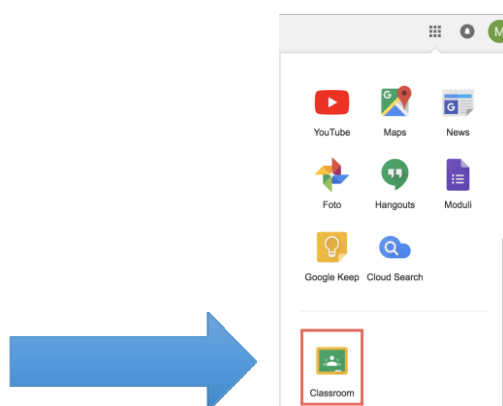 M
YouTube Maps News
Foto Hangouts Moduli
Google Keep Cloud Search
Classroom